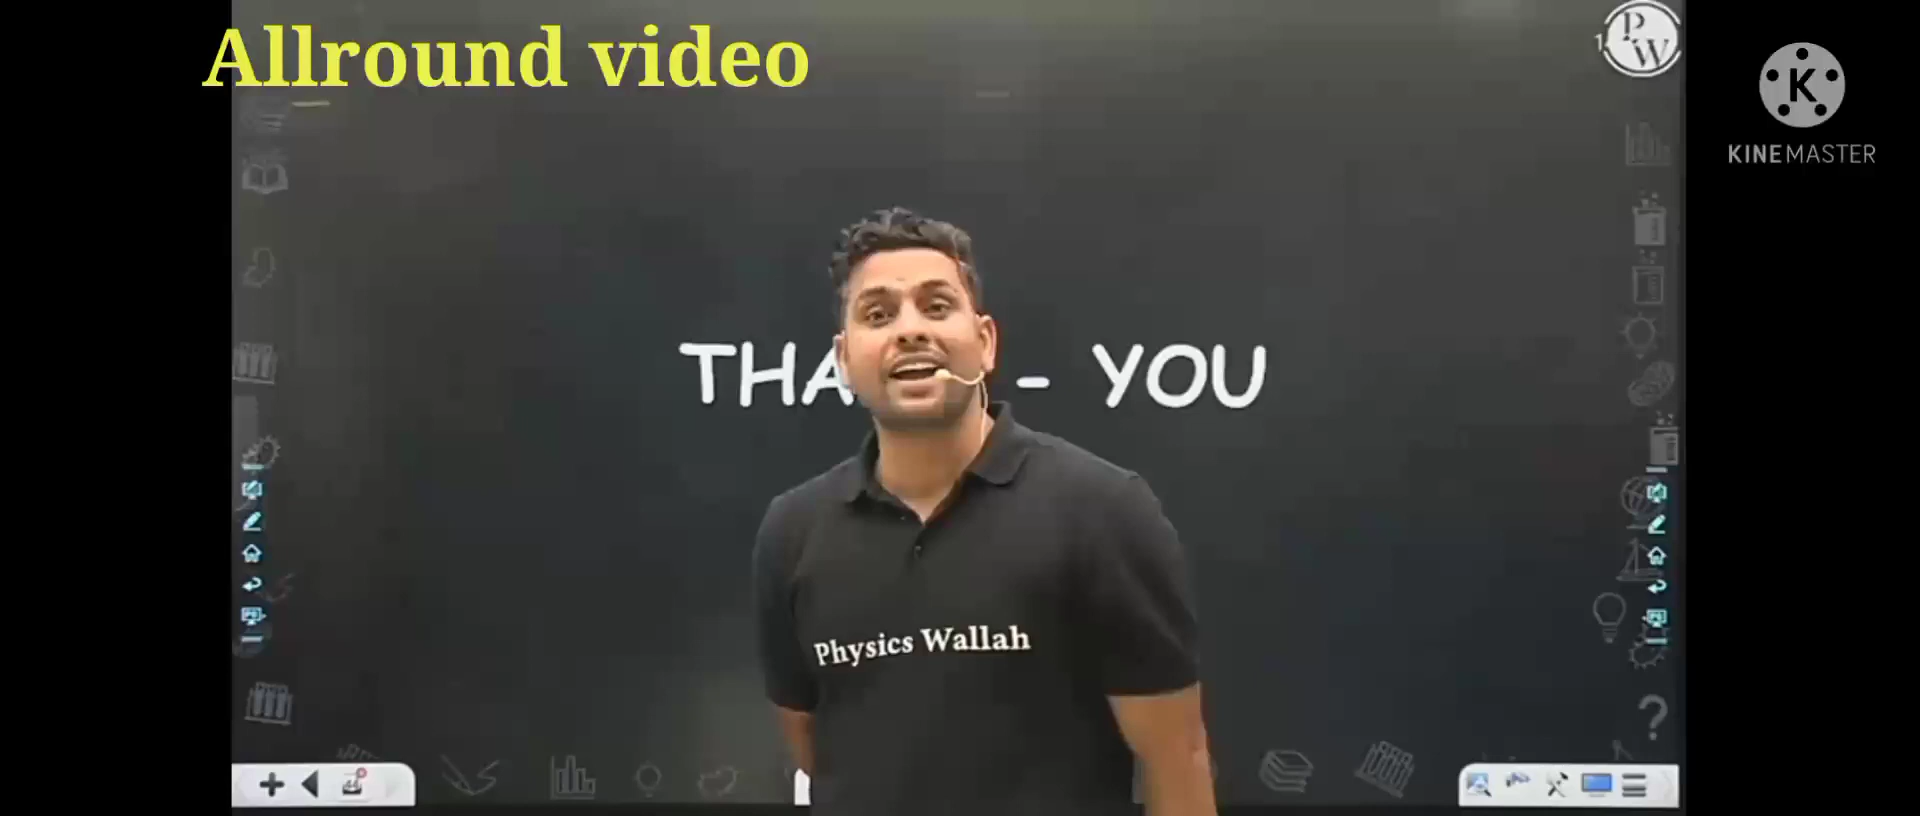 Allround video
P
W
K
KINEMASTER
THA - YOU
Physics Wallah
?